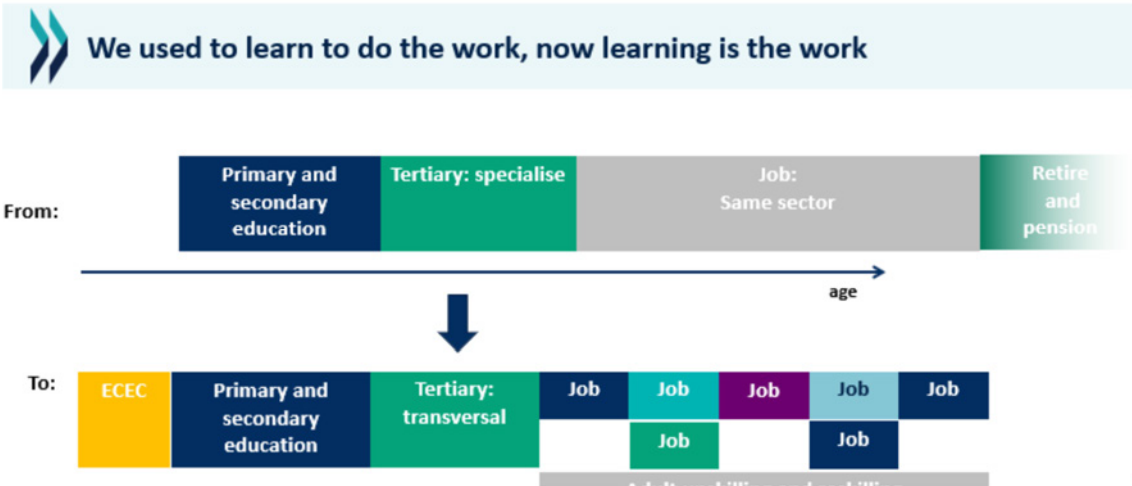 We used to learn to do the work, now learning is the work
From:
Primary and
secondary
education
Tertiary: specialise
Job:
Same sector
Retire
and
pension
age
To:
ECEC
Primary and
secondary
education
Tertiary:
transversal
Job
Job
Job
Job
Job
Job
Job